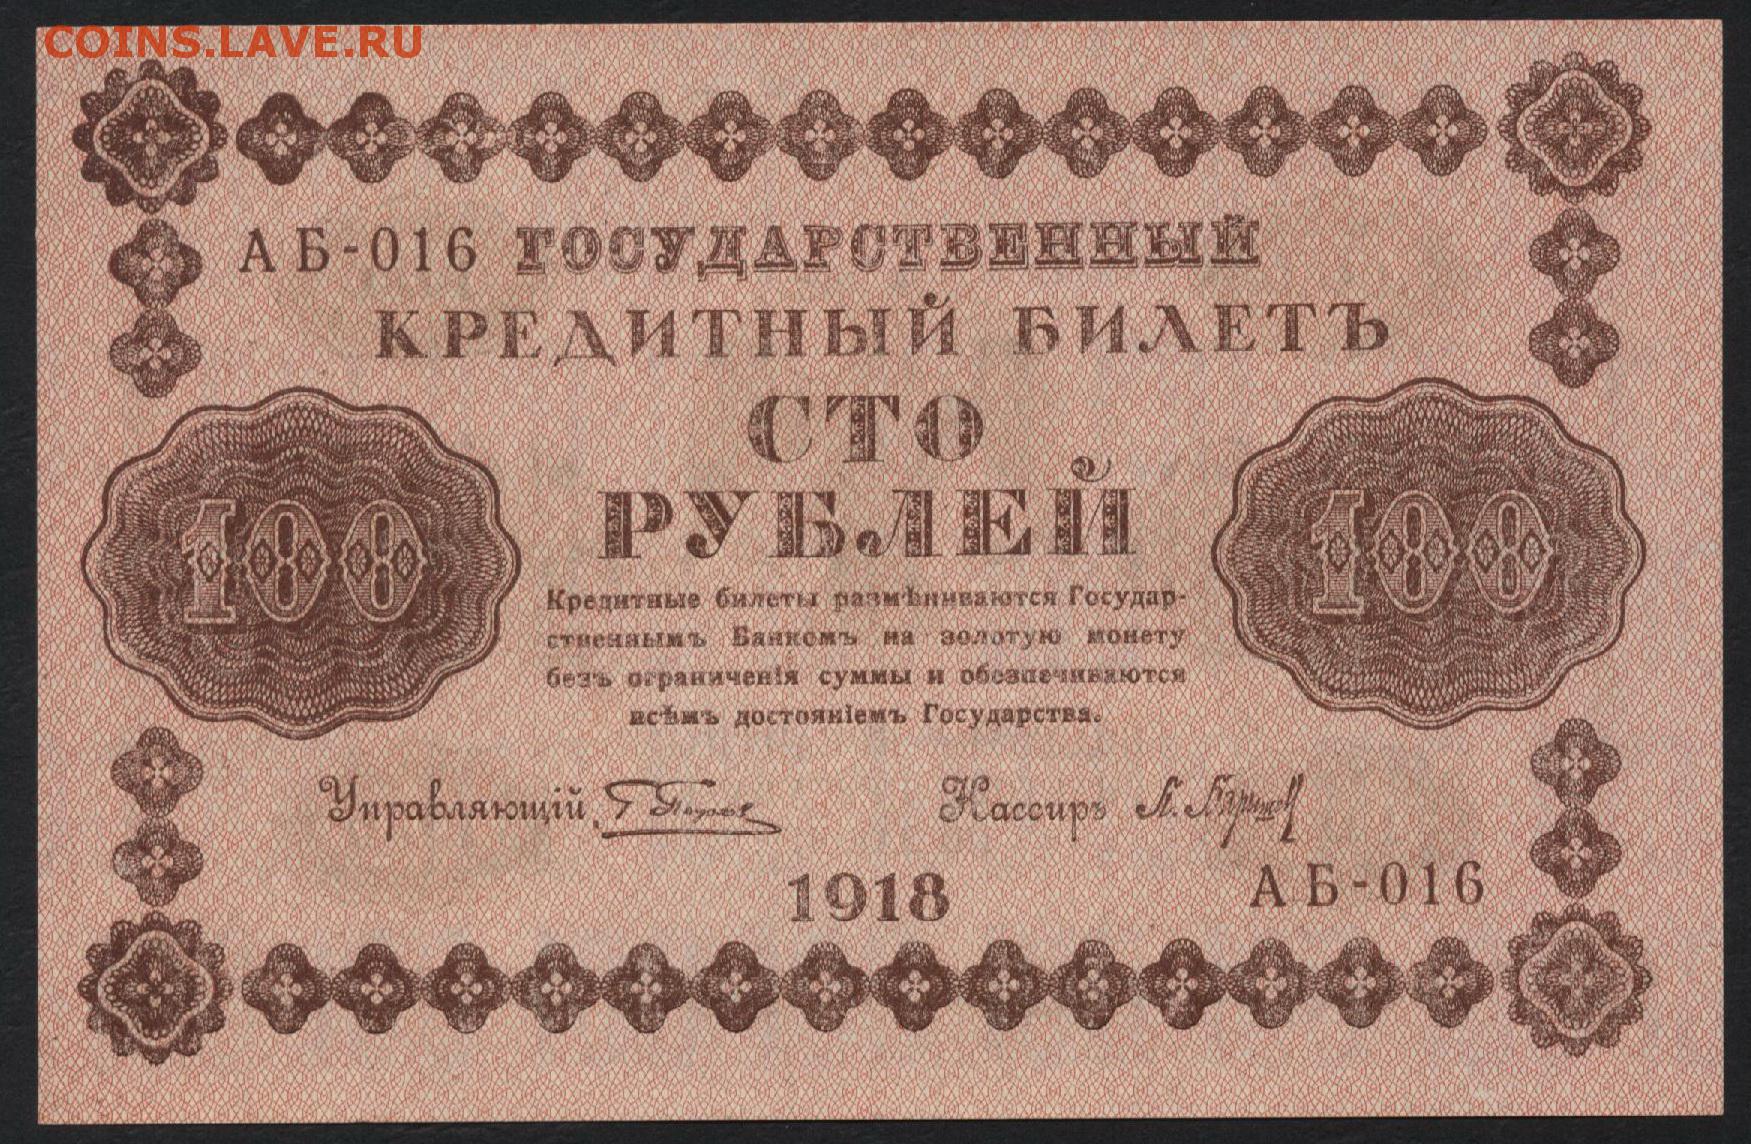 COINS.LAVE.RU
АБ-016 ГОСУДАРСТВЕННЫЙ
КРЕДИТНЫЙ БИЛЕТЪ
СТО
РУБЛЕЙ
100
100
Кредитные билеты размѣниваются Государ-
ственнымъ Банкомъ на золотую монету
безъ ограниченія суммы и обезпечиваются
всѣмъ достояніемъ Государства.
Управляющій
Кассиръ
1918
АБ-016